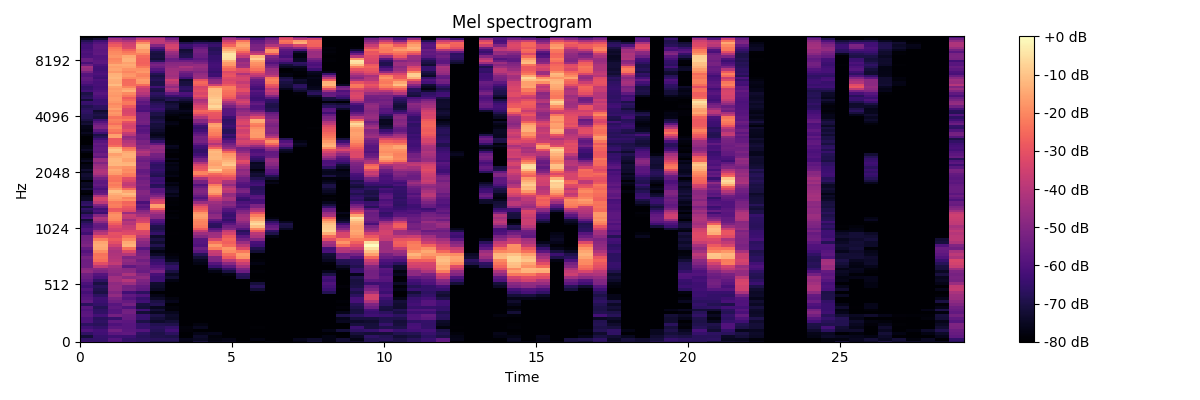 Mel spectrogram
8192
4096
2048
1024
512
0
Hz
0 5 10 15 20 25
Time
+0 dB
-10 dB
-20 dB
-30 dB
-40 dB
-50 dB
-60 dB
-70 dB
-80 dB